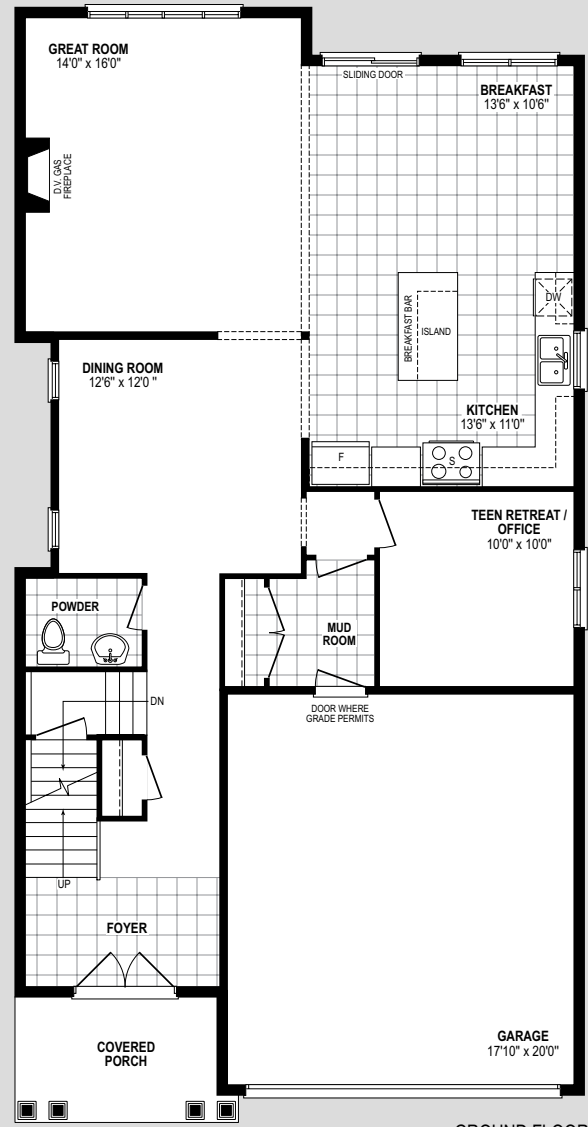 GREAT ROOM
14'0" x 16'0"
SLIDING DOOR
BREAKFAST
13'6" x 10'6"
D.V. GAS
FIREPLACE
DW
BREAKFAST BAR
ISLAND
DINING ROOM
12'6" x 12'0"
KITCHEN
13'6" x 11'0"
F
S
TEEN RETREAT /
OFFICE
10'0" x 10'0"
POWDER
MUD
ROOM
DN
DOOR WHERE
GRADE PERMITS
UP
FOYER
COVERED
PORCH
GARAGE
17'10" x 20'0"